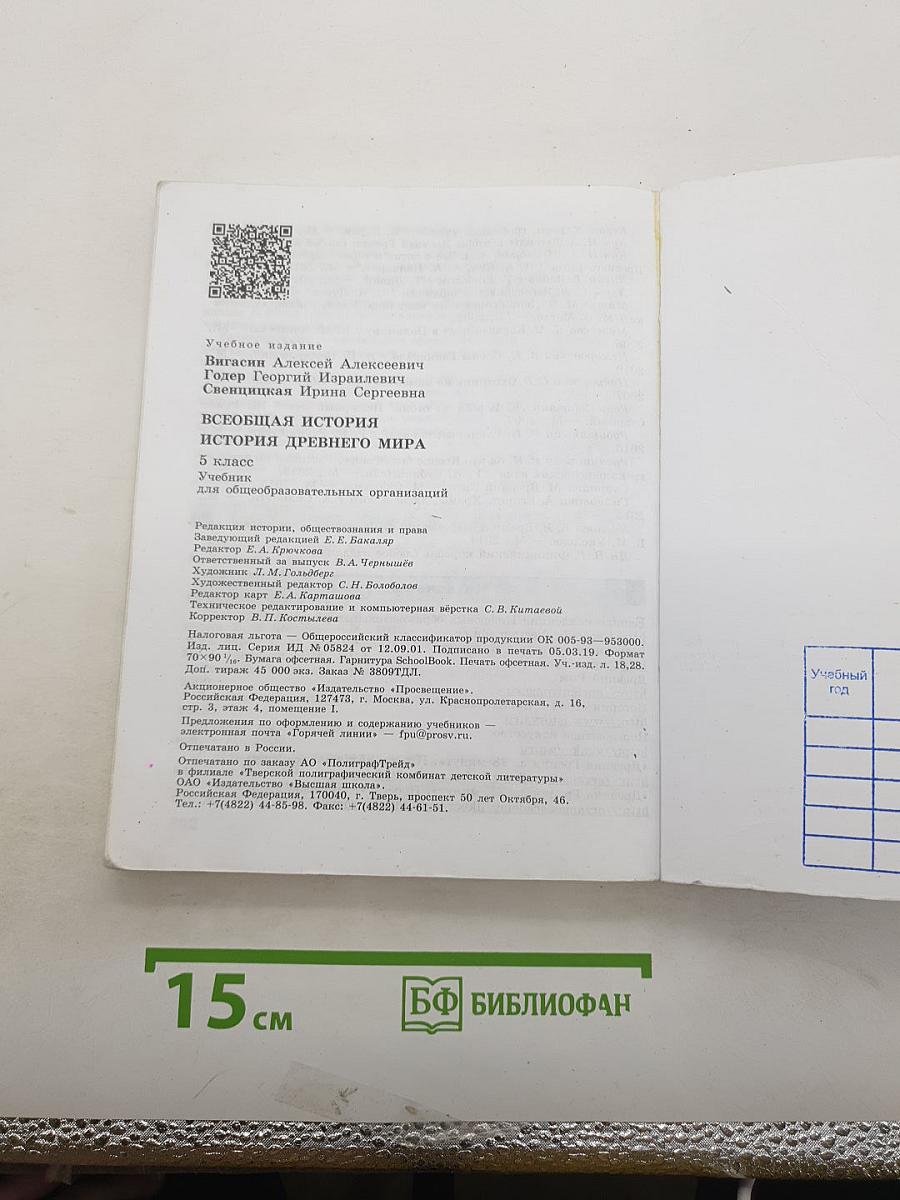 Учебное издание
Вигасин Алексей Алексеевич
Годер Георгий Израилевич
Свенцицкая Ирина Сергеевна
ВСЕОБЩАЯ ИСТОРИЯ
ИСТОРИЯ ДРЕВНЕГО МИРА
5 класс
Учебник
для общеобразовательных организаций
Редакция истории, обществознания и права
Заведующий редакцией Е. Е. Бакаляр
Редактор Е. А. Крючкова
Ответственный за выпуск В. А. Чернышёв
Художник Л. М. Гольдберг
Художественный редактор С. Н. Болоболов
Редактор карт Е. А. Карташова
Техническое редактирование и компьютерная вёрстка С. В. Китаевой
Корректор В. П. Костылева
Налоговая льгота — Общероссийский классификатор продукции ОК 005-93—953000.
Изд. лиц. Серия ИД № 05824 от 12.09.01. Подписано в печать 05.03.19. Формат
70×90 1/16. Бумага офсетная. Гарнитура SchoolBook. Печать офсетная. Уч.-изд. л. 18,28.
Доп. тираж 45 000 экз. Заказ № 3809ТДЛ.
Акционерное общество «Издательство «Просвещение».
Российская Федерация, 127473, г. Москва, ул. Краснопролетарская, д. 16,
стр. 3, этаж 4, помещение I.
Предложения по оформлению и содержанию учебников —
электронная почта «Горячей линии» — fpu@prosv.ru.
Отпечатано в России.
Отпечатано по заказу АО «ПолиграфТрейд»
в филиале «Тверской полиграфический комбинат детской литературы»
ОАО «Издательство «Высшая школа».
Российская Федерация, 170040, г. Тверь, проспект 50 лет Октября, 46.
Тел.: +7(4822) 44-85-98. Факс: +7(4822) 44-61-51.
Учебный
год
15 см
БФ БИБЛИОФАН